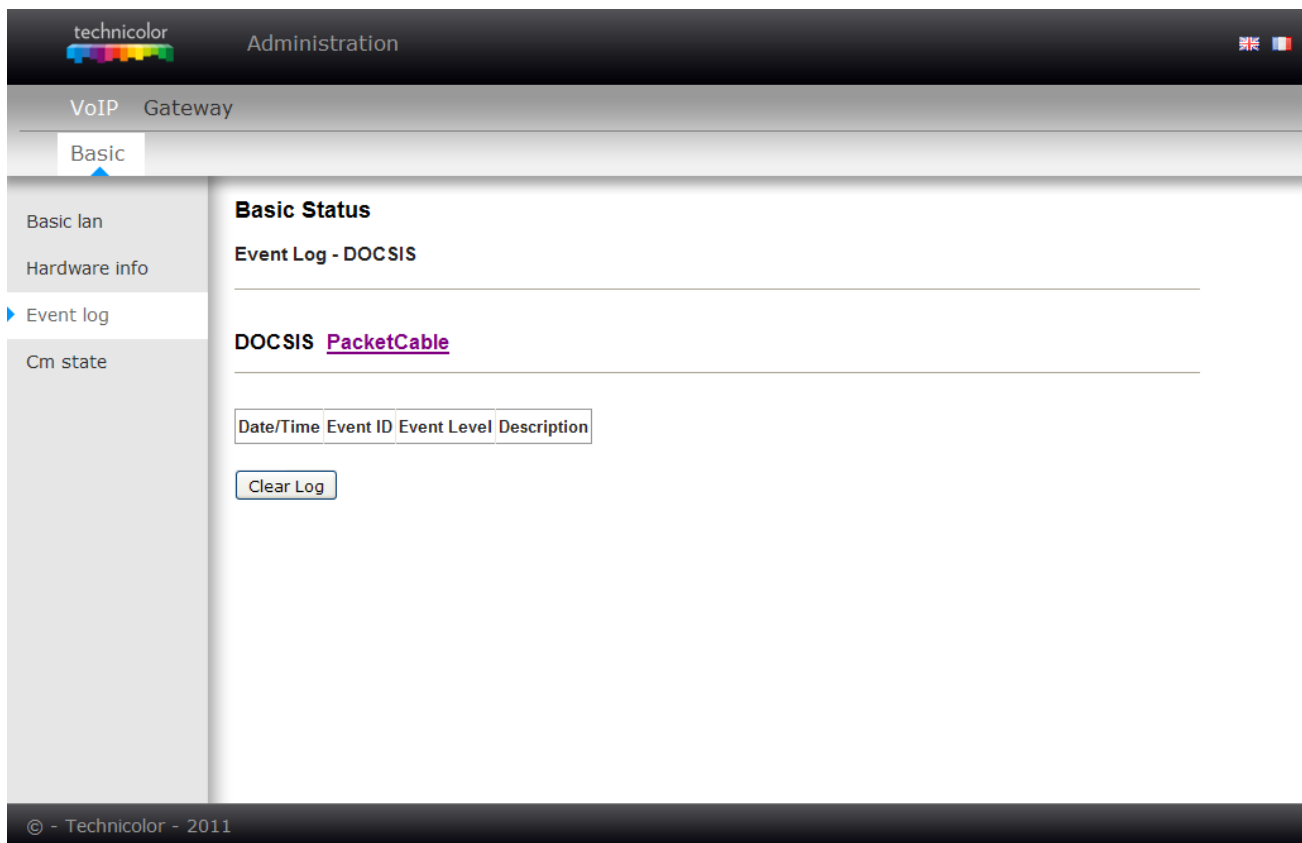 technicolor
Administration
VoIP Gateway
Basic
Basic lan
Hardware info
Event log
Cm state
Basic Status
Event Log - DOCSIS
DOCSIS PacketCable
Date/Time Event ID Event Level Description
Clear Log
© - Technicolor - 2011